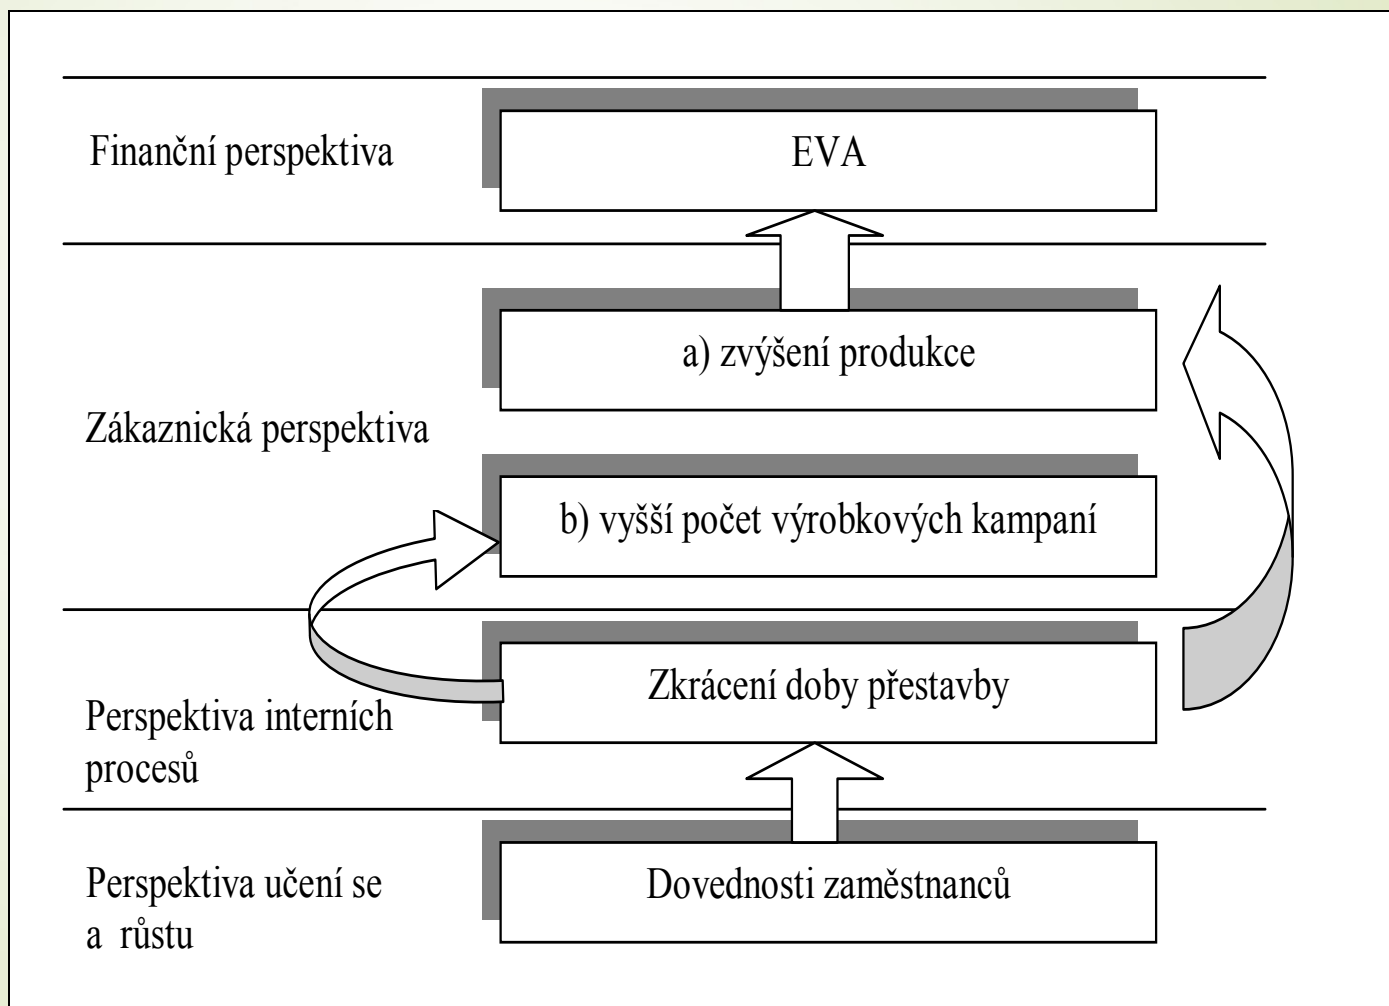 Finanční perspektiva
EVA
a) zvýšení produkce
Zákaznická perspektiva
b) vyšší počet výrobkových kampaní
Zkrácení doby přestavby
Perspektiva interních
procesů
Perspektiva učení se
a růstu
Dovednosti zaměstnanců